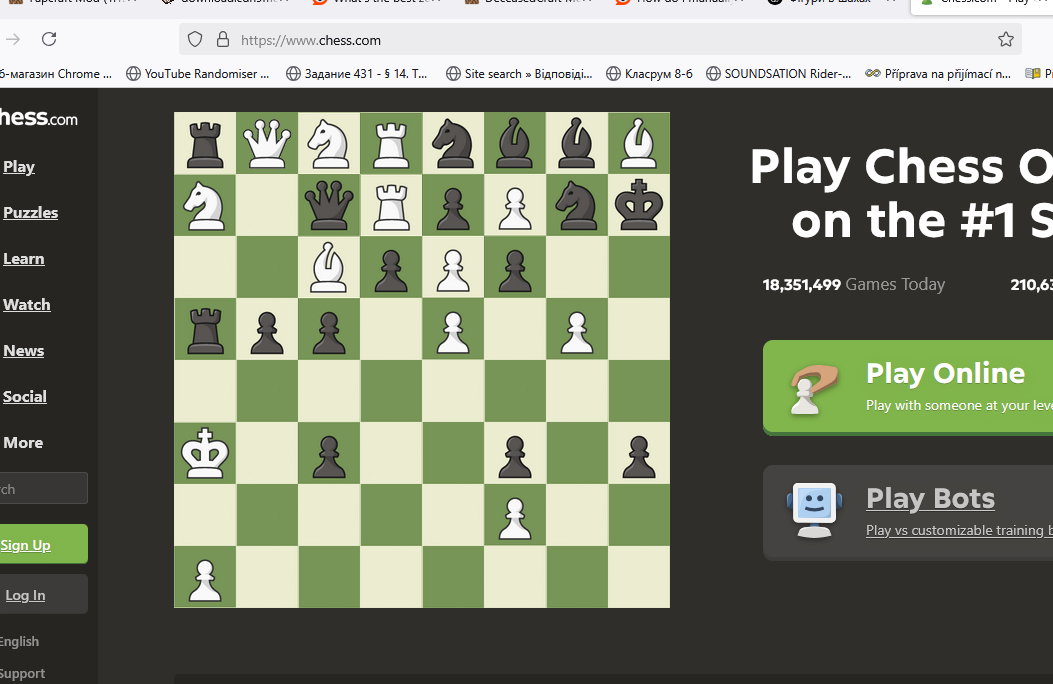 https://www.chess.com
б-магазин Chrome ...
YouTube Randomiser ...
Задание 431 - § 14. Т...
Site search » Відповіді...
Класрум 8-б
SOUNDSATION Rider-...
Příprava na přijímací n...
hess.com
Play
Puzzles
Learn
Watch
News
Social
More
rch
Sign Up
Log In
English
Support
Play Chess O
on the #1 S
18,351,499 Games Today
210,63
Play Online
Play with someone at your leve
Play Bots
Play vs customizable training b